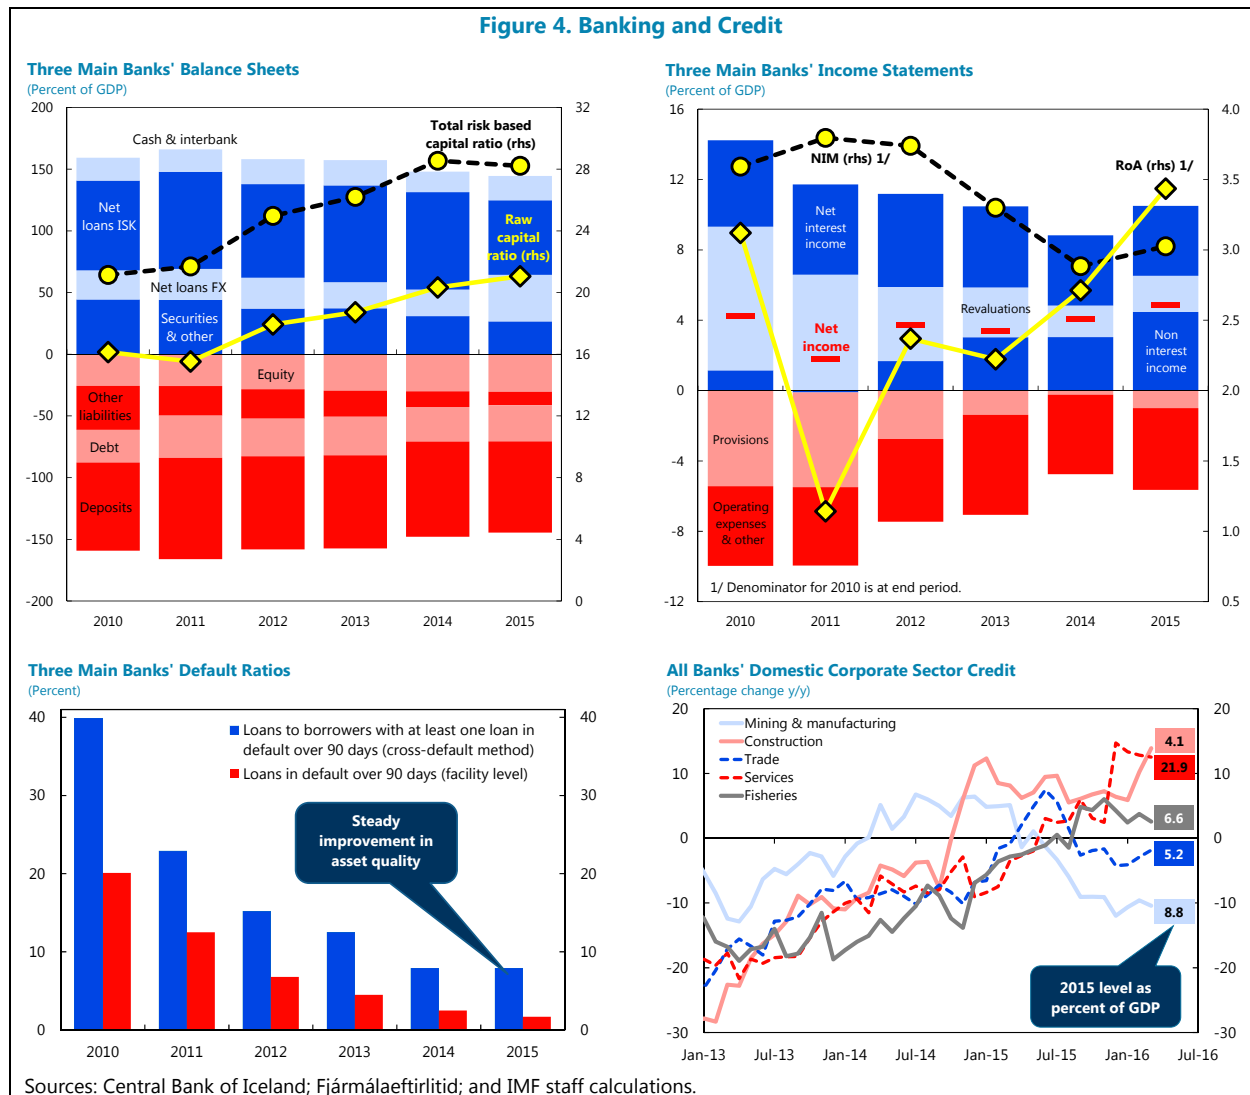 Figure 4. Banking and Credit
Three Main Banks' Balance Sheets
(Percent of GDP)
200
150
100
50
0
-50
-100
-150
-200
32
28
24
20
16
12
8
4
0
Cash & interbank
Total risk based
capital ratio (rhs)
Net
loans ISK
Raw
capital
ratio (rhs)
Net loans FX
Securities
& other
Equity
Other
liabilities
Debt
Deposits
2010
2011
2012
2013
2014
2015
Three Main Banks' Income Statements
(Percent of GDP)
16
12
8
4
0
-4
-8
-12
4.0
3.5
3.0
2.5
2.0
1.5
1.0
0.5
NIM (rhs) 1/
RoA (rhs) 1/
Net
interest
income
Revaluations
Net
income
Non
interest
income
Provisions
Operating
expenses
& other
1/ Denominator for 2010 is at end period.
2010
2011
2012
2013
2014
2015
Three Main Banks' Default Ratios
(Percent)
40
30
20
10
0
40
30
20
10
0
Loans to borrowers with at least one loan in
default over 90 days (cross-default method)
Loans in default over 90 days (facility level)
Steady
improvement in
asset quality
2010
2011
2012
2013
2014
2015
All Banks' Domestic Corporate Sector Credit
(Percentage change y/y)
20
10
0
-10
-20
-30
20
10
0
-10
-20
-30
Mining & manufacturing
Construction
Trade
Services
Fisheries
4.1
21.9
6.6
5.2
8.8
2015 level as
percent of GDP
Jan-13
Jul-13
Jan-14
Jul-14
Jan-15
Jul-15
Jan-16
Jul-16
Sources: Central Bank of Iceland; Fjármálaeftirlitid; and IMF staff calculations.